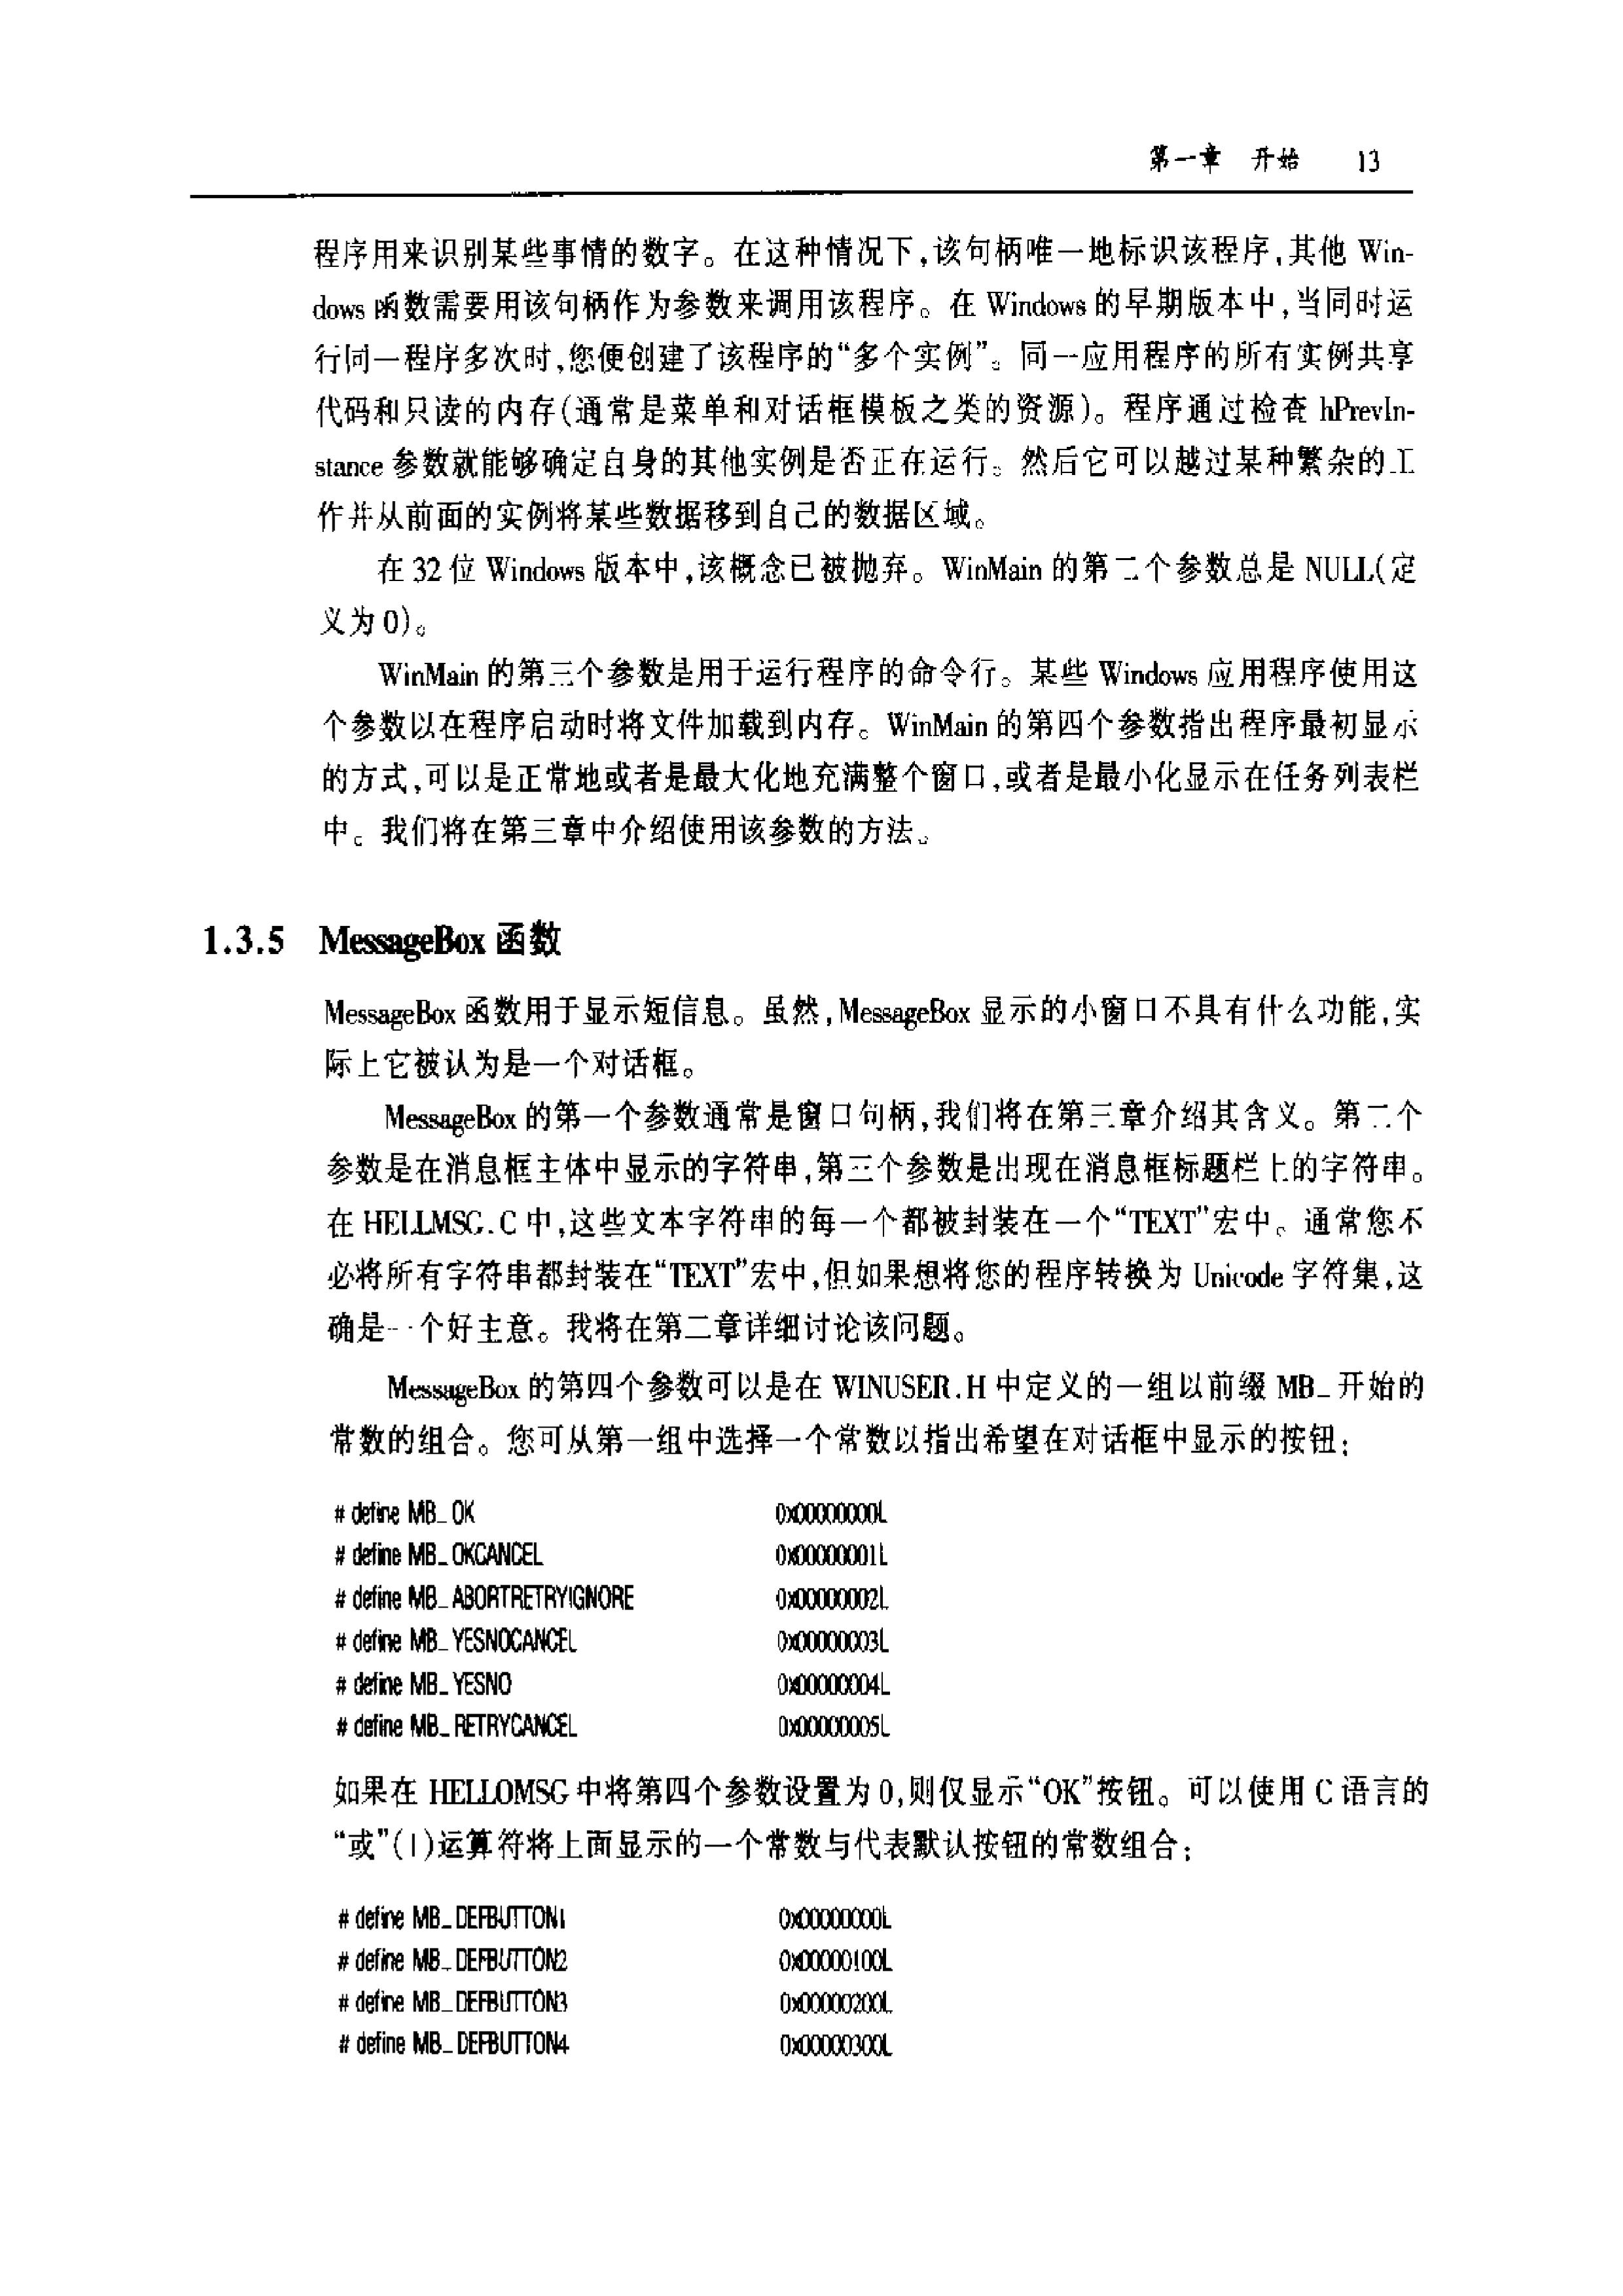 第一章 开始 13
程序用来识别某些事情的数字。在这种情况下,该句柄唯一地标识该程序,其他 Win-
dows 函数需要用该句柄作为参数来调用该程序。在 Windows 的早期版本中,当同时运
行同一程序多次时,您便创建了该程序的“多个实例”。同一应用程序的所有实例共享
代码和只读的内存(通常是菜单和对话框模板之类的资源)。程序通过检查 hPrevIn-
stance 参数就能够确定自身的其他实例是否正在运行。然后它可以越过某种繁杂的工
作并从前面的实例将某些数据移到自己的数据区域。
在 32 位 Windows 版本中,该概念已被抛弃。WinMain 的第二个参数总是 NULL(定
义为 0)。
WinMain 的第三个参数是用于运行程序的命令行。某些 Windows 应用程序使用这
个参数以在程序启动时将文件加载到内存。WinMain 的第四个参数指出程序最初显示
的方式,可以是正常地或者是最大化地充满整个窗口,或者是最小化显示在任务列表栏
中。我们将在第三章中介绍使用该参数的方法。
1.3.5 MessageBox 函数
MessageBox 函数用于显示短信息。虽然,MessageBox 显示的小窗口不具有什么功能,实
际上它被认为是一个对话框。
MessageBox 的第一个参数通常是窗口句柄,我们将在第三章介绍其含义。第二个
参数是在消息框主体中显示的字符串,第三个参数是出现在消息框标题栏上的字符串。
在 HELLMSG.C 中,这些文本字符串的每一个都被封装在一个“TEXT”宏中。通常您不
必将所有字符串都封装在“TEXT”宏中,但如果想将您的程序转换为 Unicode 字符集,这
确是一个好主意。我将在第二章详细讨论该问题。
MessageBox 的第四个参数可以是在 WINUSER.H 中定义的一组以前缀 MB_ 开始的
常数的组合。您可从第一组中选择一个常数以指出希望在对话框中显示的按钮:
# define MB_ OK 0x00000000L
# define MB_ OKCANCEL 0x00000001L
# define MB_ ABORTRETRYIGNORE 0x00000002L
# define MB_ YESNOCANCEL 0x00000003L
# define MB_ YESNO 0x00000004L
# define MB_ RETRYCANCEL 0x00000005L
如果在 HELLOMSG 中将第四个参数设置为 0,则仅显示“OK”按钮。可以使用 C 语言的
“或”(|)运算符将上面显示的一个常数与代表默认按钮的常数组合:
# define MB_ DEFBUTTON1 0x00000000L
# define MB_ DEFBUTTON2 0x00000100L
# define MB_ DEFBUTTON3 0x00000200L
# define MB_ DEFBUTTON4 0x00000300L